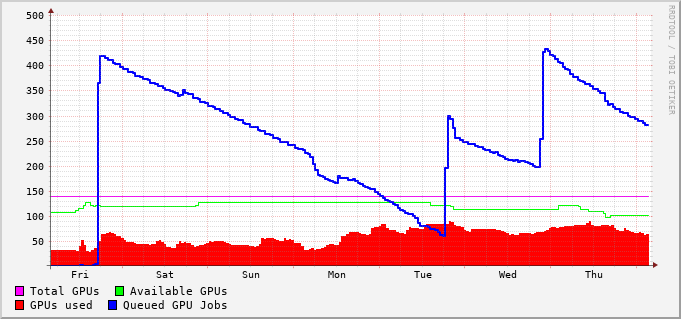 500
450
400
350
300
250
200
150
100
50
RRDTOOL / TOBI OETIKER
Fri Sat Sun Mon Tue Wed Thu
Total GPUs Available GPUs
GPUs used Queued GPU Jobs